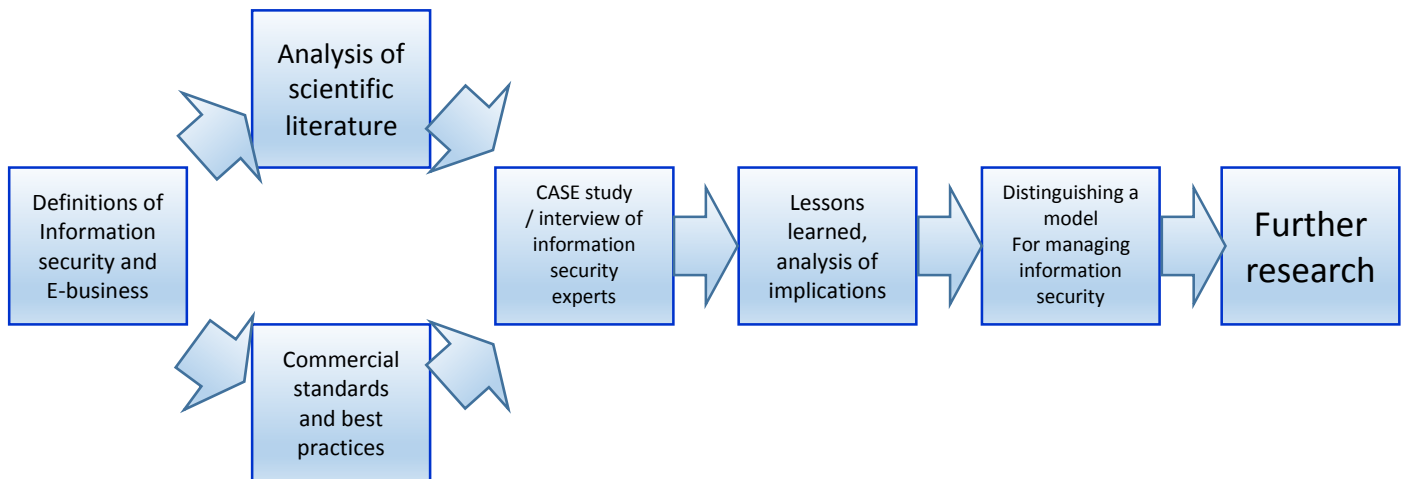 Analysis of
scientific
literature
Definitions of
Information
security and
E-business
Commercial
standards
and best
practices
CASE study
/ interview of
information
security
experts
Lessons
learned,
analysis of
implications
Distinguishing a
model
For managing
information
security
Further
research